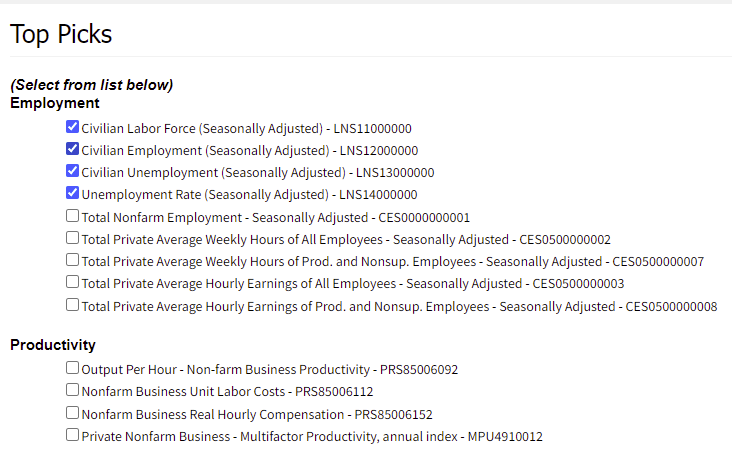 Top Picks
(Select from list below)
Employment
Civilian Labor Force (Seasonally Adjusted) - LNS11000000
Civilian Employment (Seasonally Adjusted) - LNS12000000
Civilian Unemployment (Seasonally Adjusted) - LNS13000000
Unemployment Rate (Seasonally Adjusted) - LNS14000000
Total Nonfarm Employment - Seasonally Adjusted - CES0000000001
Total Private Average Weekly Hours of All Employees - Seasonally Adjusted - CES0500000002
Total Private Average Weekly Hours of Prod. and Nonsup. Employees - Seasonally Adjusted - CES0500000007
Total Private Average Hourly Earnings of All Employees - Seasonally Adjusted - CES0500000003
Total Private Average Hourly Earnings of Prod. and Nonsup. Employees - Seasonally Adjusted - CES0500000008
Productivity
Output Per Hour - Non-farm Business Productivity - PRS85006092
Nonfarm Business Unit Labor Costs - PRS85006112
Nonfarm Business Real Hourly Compensation - PRS85006152
Private Nonfarm Business - Multifactor Productivity, annual index - MPU4910012